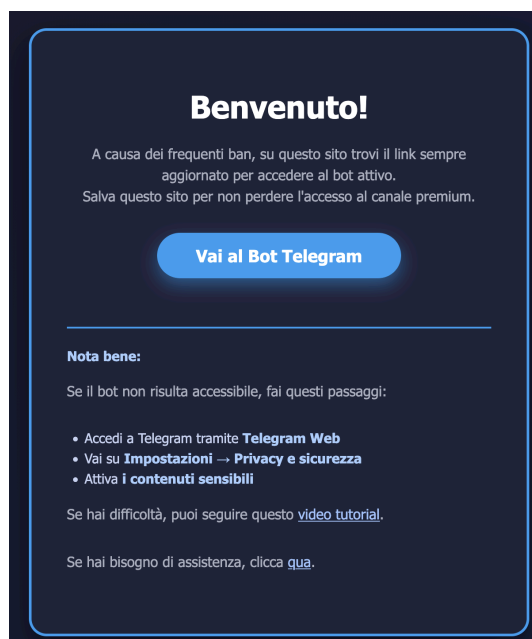 Benvenuto!
A causa dei frequenti ban, su questo sito trovi il link sempre
aggiornato per accedere al bot attivo.
Salva questo sito per non perdere l'accesso al canale premium.
Vai al Bot Telegram
Nota bene:
Se il bot non risulta accessibile, fai questi passaggi:
• Accedi a Telegram tramite Telegram Web
• Vai su Impostazioni → Privacy e sicurezza
• Attiva i contenuti sensibili
Se hai difficoltà, puoi seguire questo video tutorial.
Se hai bisogno di assistenza, clicca qua.